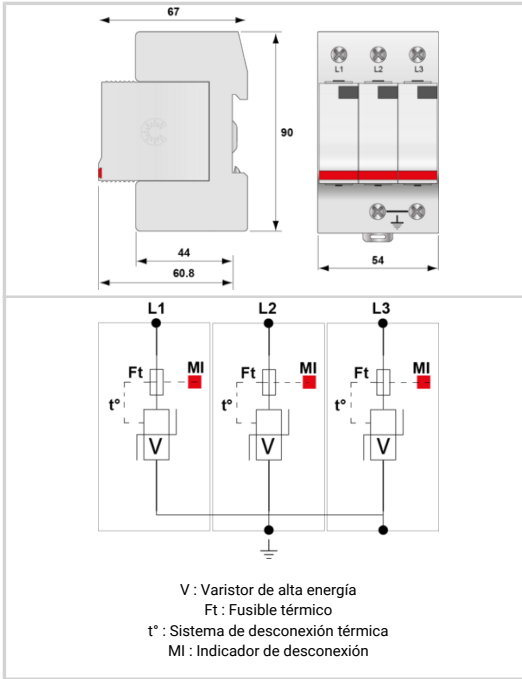 67
L1 L2 L3
90
44
60.8
54
L1 L2 L3
Ft MI Ft MI Ft MI
t° t° t°
V V V
V : Varistor de alta energía
Ft : Fusible térmico
t° : Sistema de desconexión térmica
MI : Indicador de desconexión